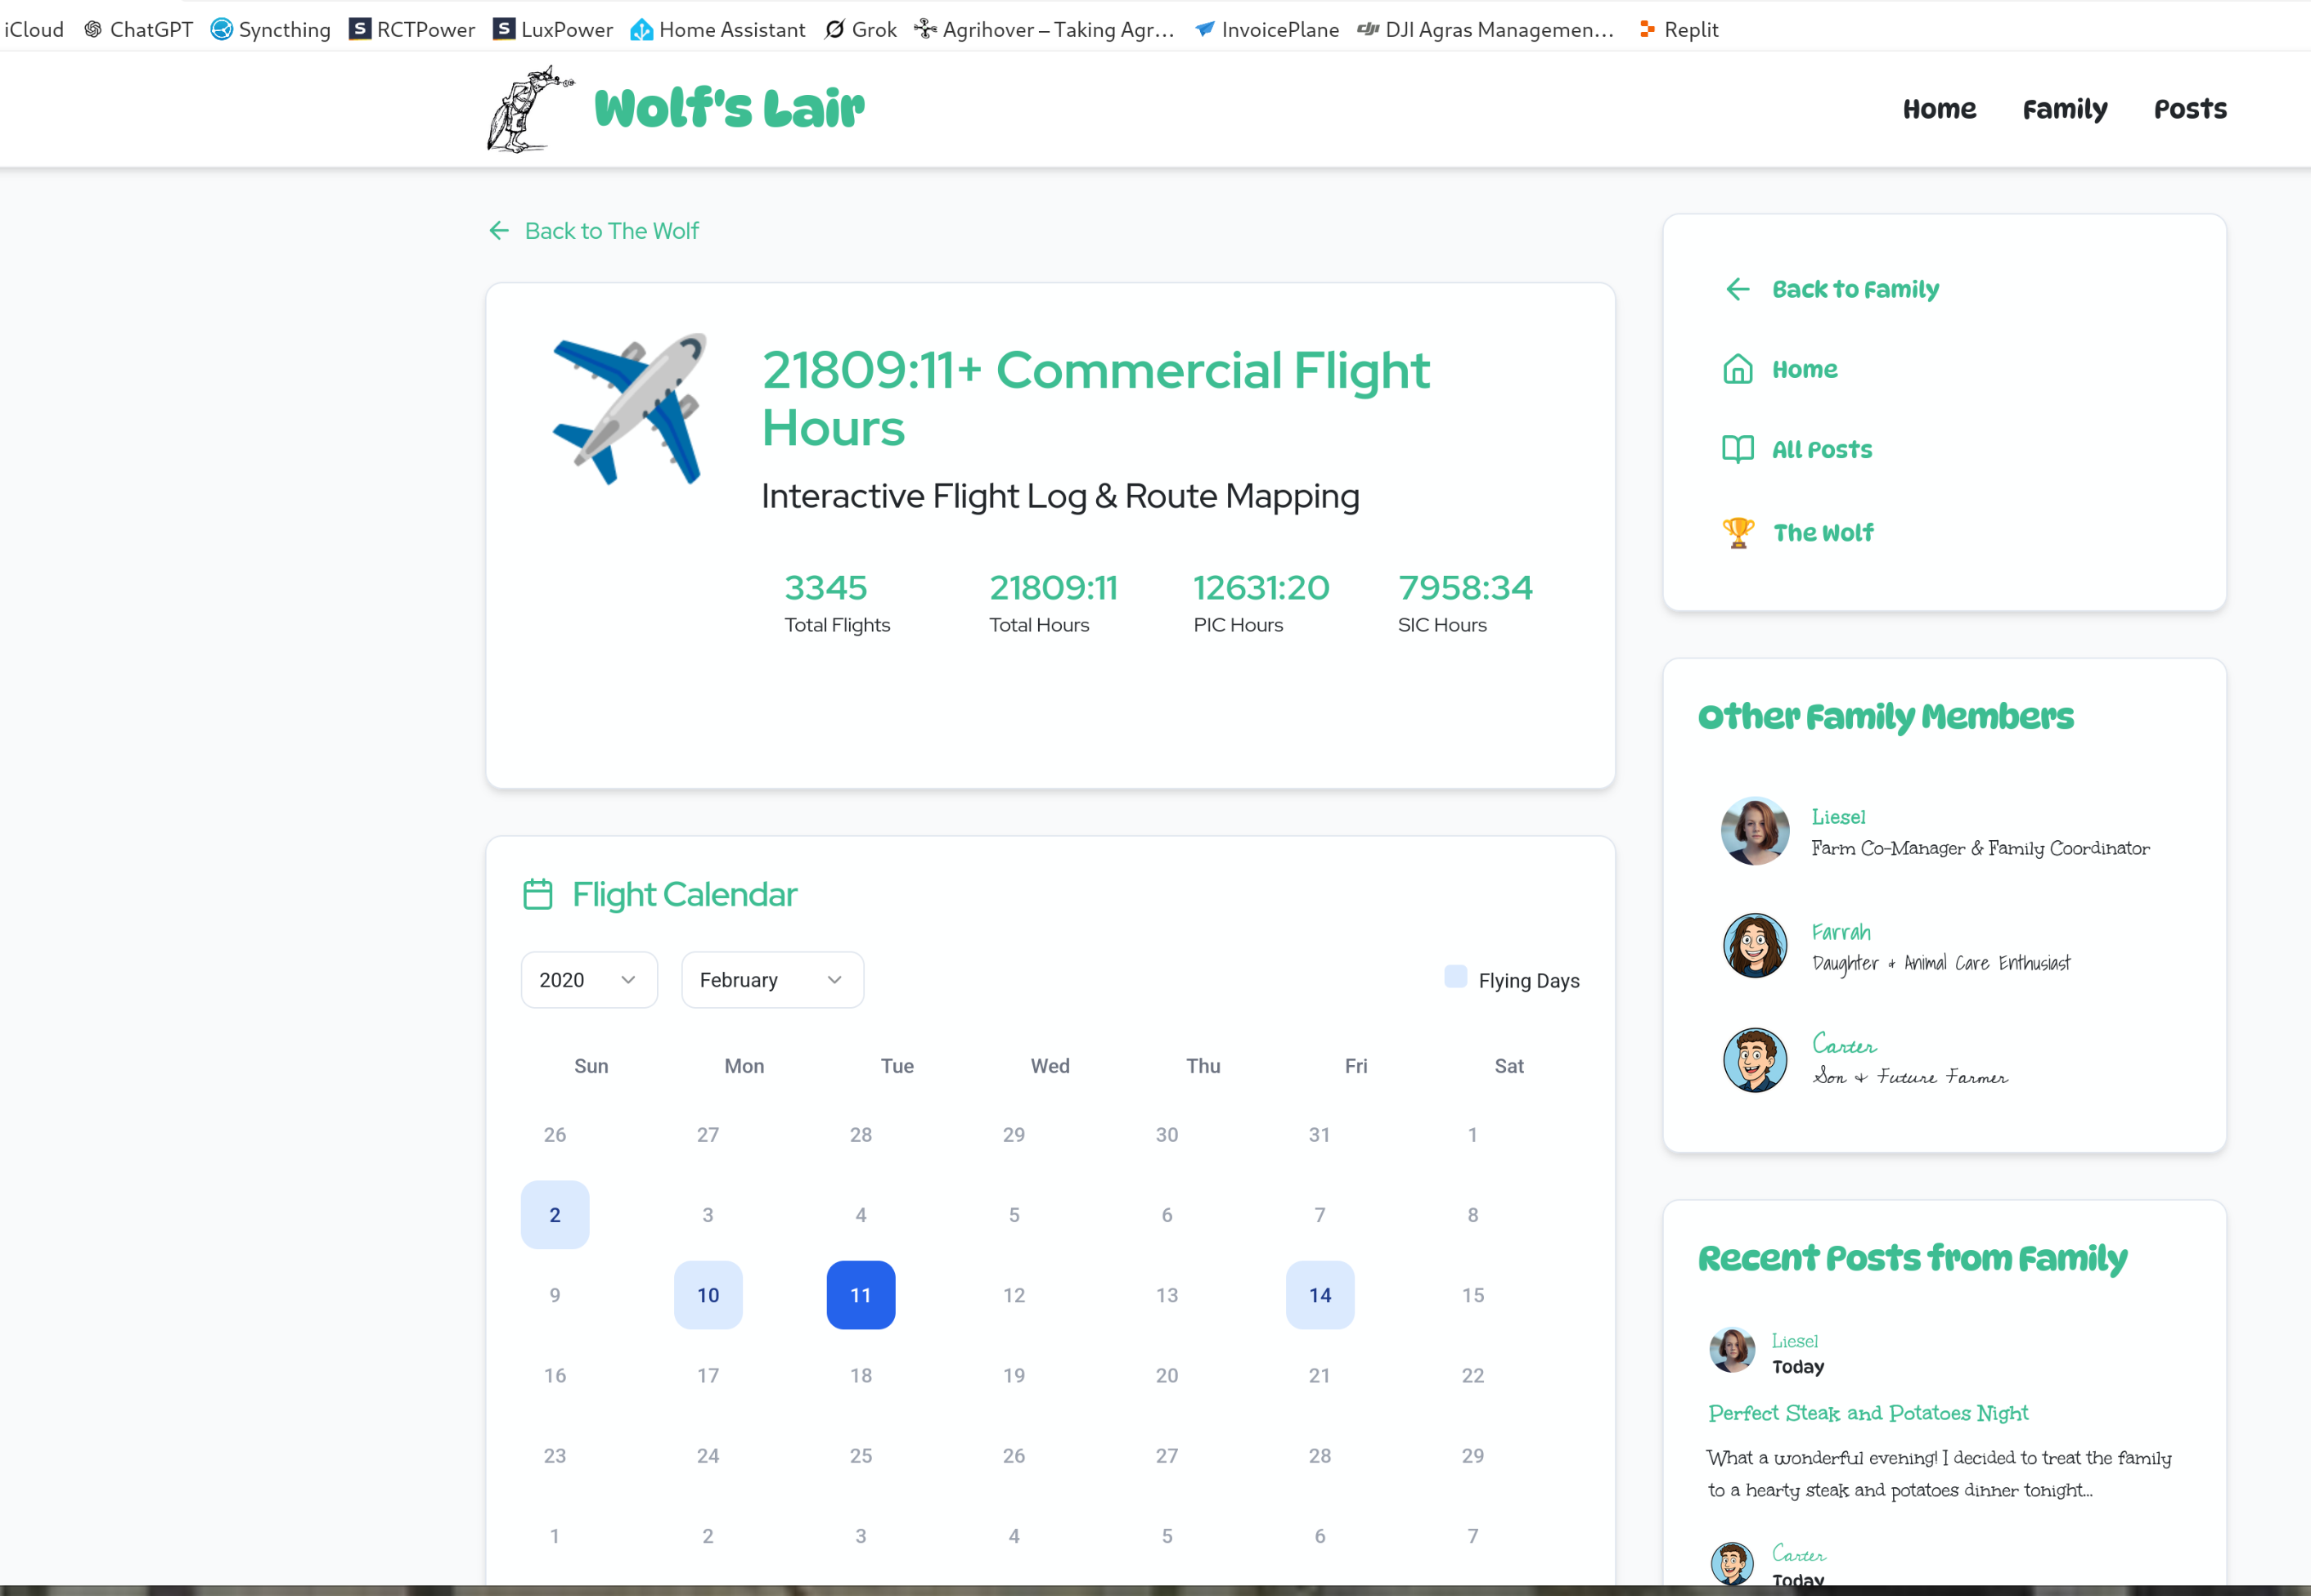 iCloud ChatGPT Syncthing RCTPower LuxPower Home Assistant Grok Agrihover – Taking Agr... InvoicePlane DJI Agras Managemen... Replit
Wolf's Lair
Home Family Posts
Back to The Wolf
21809:11+ Commercial Flight
Hours
Interactive Flight Log & Route Mapping
3345 21809:11 12631:20 7958:34
Total Flights Total Hours PIC Hours SIC Hours
Flight Calendar
2020 February Flying Days
Sun Mon Tue Wed Thu Fri Sat
26 27 28 29 30 31 1
2 3 4 5 6 7 8
9 10 11 12 13 14 15
16 17 18 19 20 21 22
23 24 25 26 27 28 29
1 2 3 4 5 6 7
Back to Family
Home
All Posts
The Wolf
Other Family Members
Liesel
Farm Co-Manager & Family Coordinator
Farrah
Daughter & Animal Care Enthusiast
Carter
Son & Future Farmer
Recent Posts from Family
Liesel
Today
Perfect Steak and Potatoes Night
What a wonderful evening! I decided to treat the family
to a hearty steak and potatoes dinner tonight...
Carter
Today